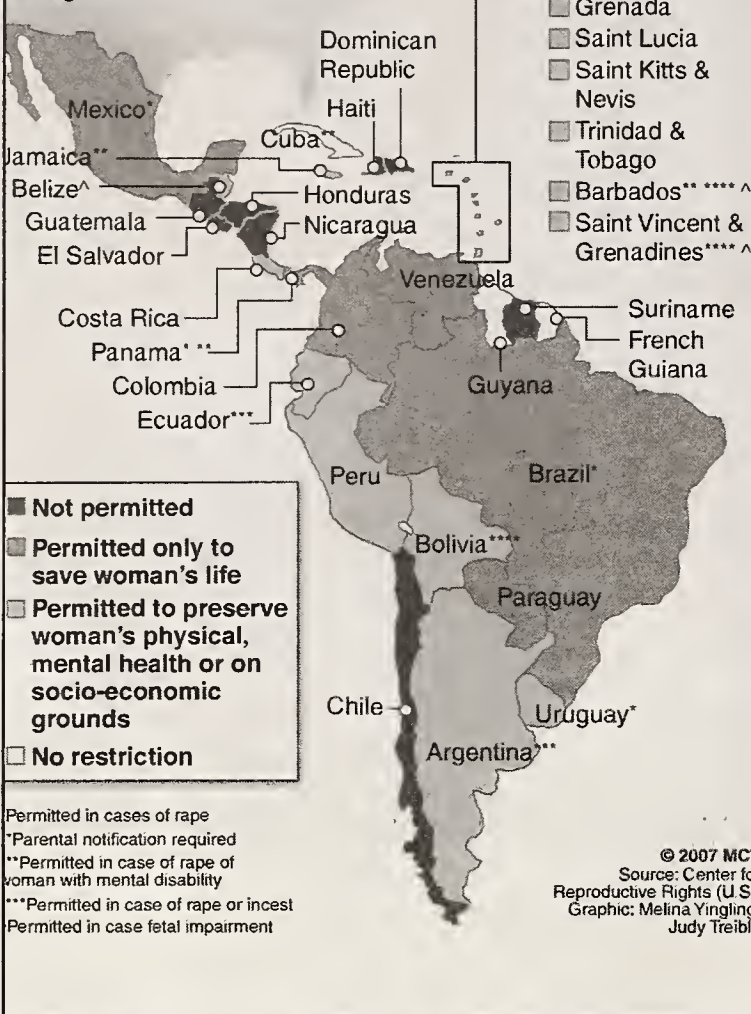 Grenada
Saint Lucia
Saint Kitts &
Nevis
Trinidad &
Tobago
Barbados** **** ^
Saint Vincent &
Grenadines**** ^
Dominican
Republic
Haiti
Mexico*
Cuba**
Jamaica**
Belize^
Honduras
Guatemala
Nicaragua
El Salvador
Venezuela
Costa Rica
Suriname
Panama* **
French
Guiana
Colombia
Guyana
Ecuador***
Peru
Brazil*
Bolivia****
Paraguay
Chile
Uruguay*
Argentina***
Not permitted
Permitted only to
save woman's life
Permitted to preserve
woman's physical,
mental health or on
socio-economic
grounds
No restriction
Permitted in cases of rape
*Parental notification required
**Permitted in case of rape of
woman with mental disability
***Permitted in case of rape or incest
Permitted in case fetal impairment
© 2007 MC
Source: Center fo
Reproductive Rights (U.S
Graphic: Melina Yingling
Judy Treibl